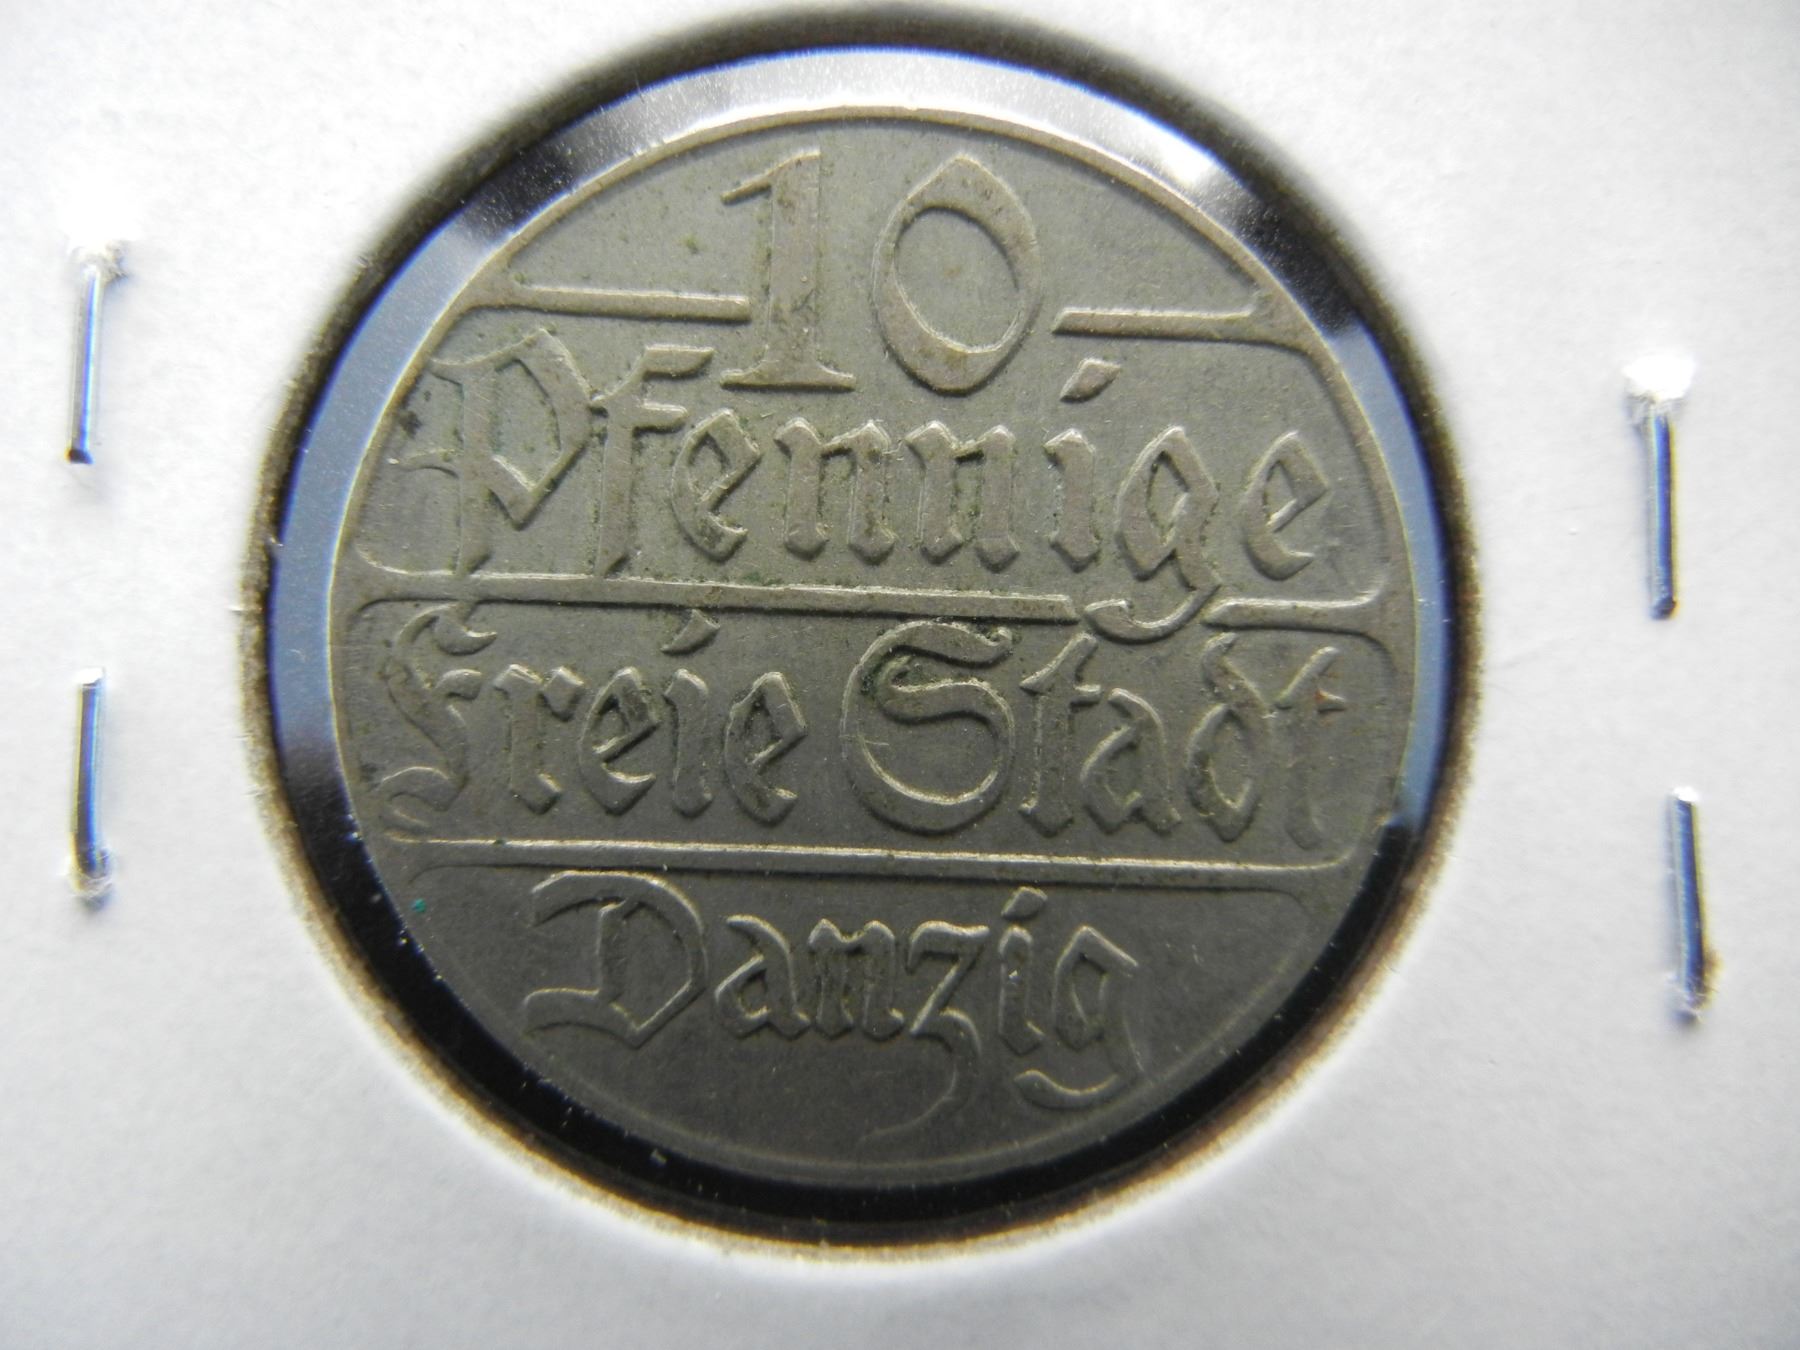 10
Pfennige
Freie Stadt
Danzig